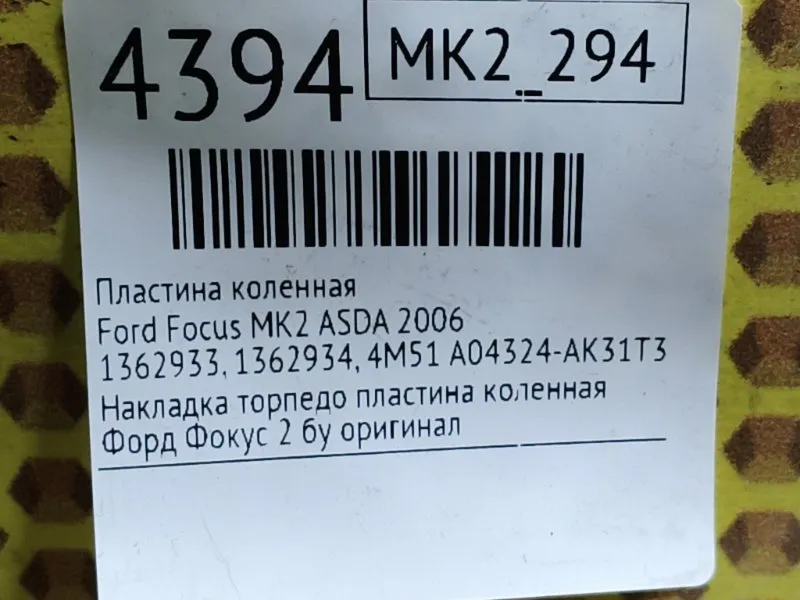 4394
MK2_294
Пластина коленная
Ford Focus MK2 ASDA 2006
1362933, 1362934, 4M51 A04324-AK31T3
Накладка торпедо пластина коленная
Форд Фокус 2 бу оригинал